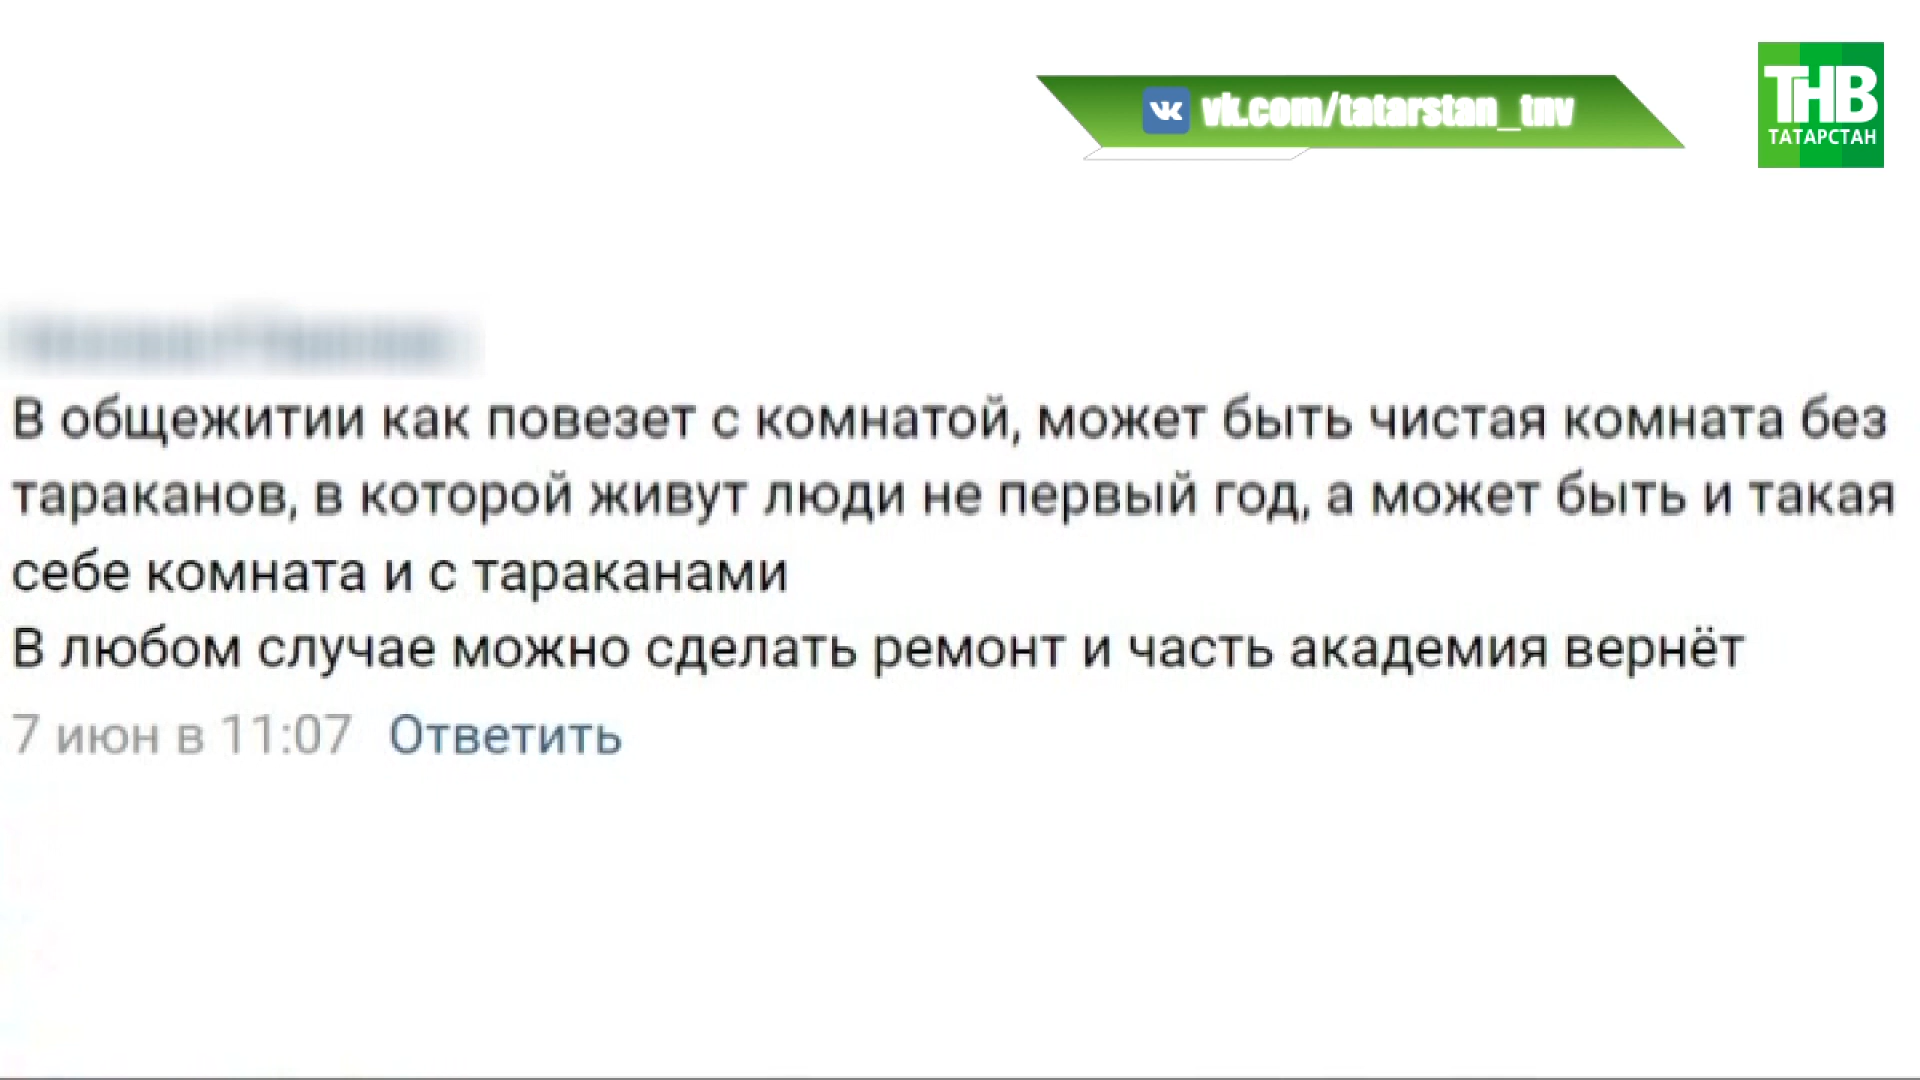 vk.com/tatarstan_tnv
ТНВ
ТАТАРСТАН
В общежитии как повезет с комнатой, может быть чистая комната без
тараканов, в которой живут люди не первый год, а может быть и такая
себе комната и с тараканами
В любом случае можно сделать ремонт и часть академия вернёт
7 июн в 11:07 Ответить